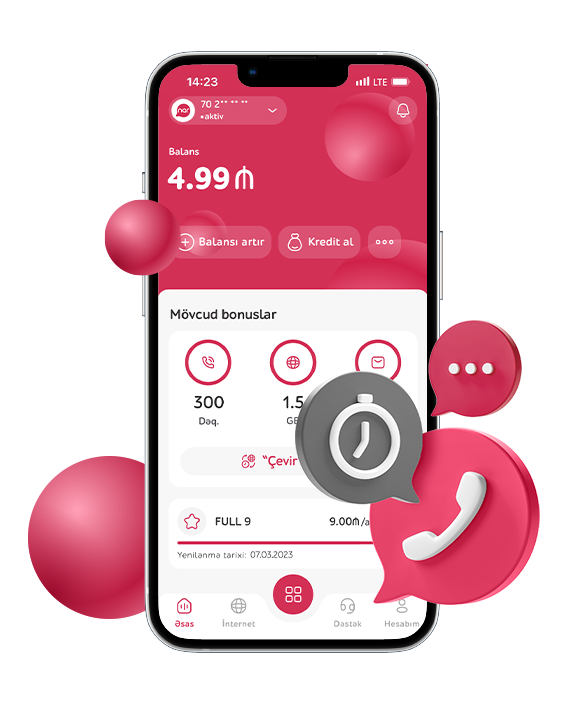 14:23
LTE
nar
70 2** ** **
aktiv
Balans
4.99 ₼
Balansı artır
Kredit al
Mövcud bonuslar
300
1.5
Dəq.
"Çevir
FULL 9
9.00₼/a
Yenilənmə tarixi: 07.03.2023
Əsas
İnternet
Dəstək
Hesabım